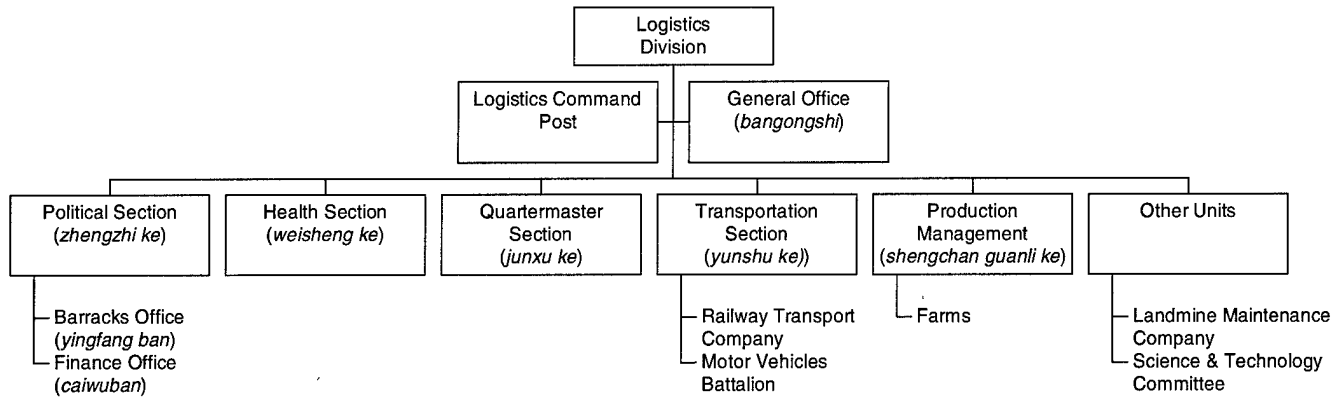 Logistics
Division
Logistics Command
Post
General Office
(bangongshi)
Political Section
(zhengzhi ke)
Health Section
(weisheng ke)
Quartermaster
Section
(junxu ke)
Transportation
Section
(yunshu ke))
Production
Management
(shengchan guanli ke)
Other Units
Barracks Office
(yingfang ban)
Finance Office
(caiwuban)
Railway Transport
Company
Motor Vehicles
Battalion
Farms
Landmine Maintenance
Company
Science & Technology
Committee